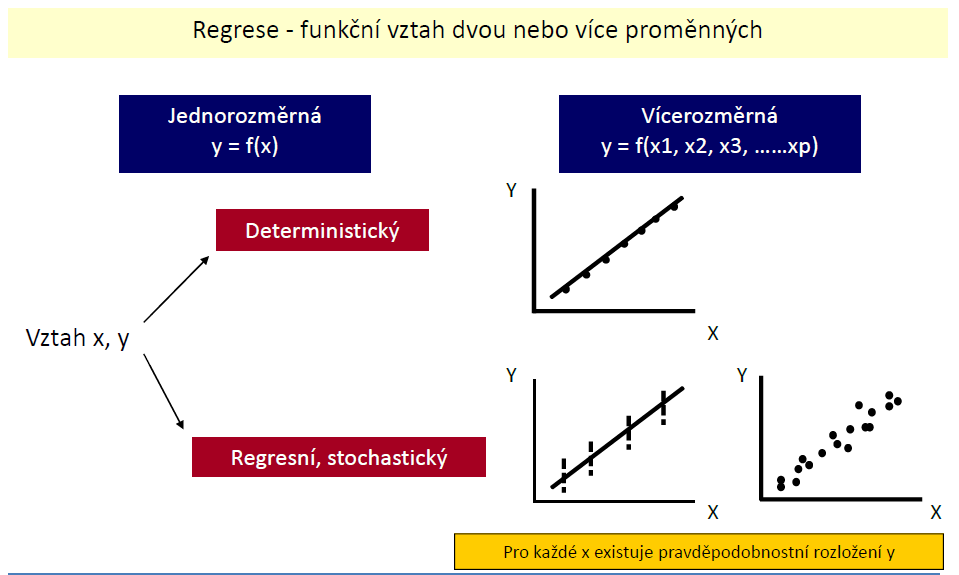 Regrese - funkční vztah dvou nebo více proměnných
Jednorozměrná
y = f(x)
Vícerozměrná
y = f(x1, x2, x3, ……xp)
Deterministický
Y
X
Vztah x, y
Regresní, stochastický
Y
X
Y
X
Pro každé x existuje pravděpodobnostní rozložení y